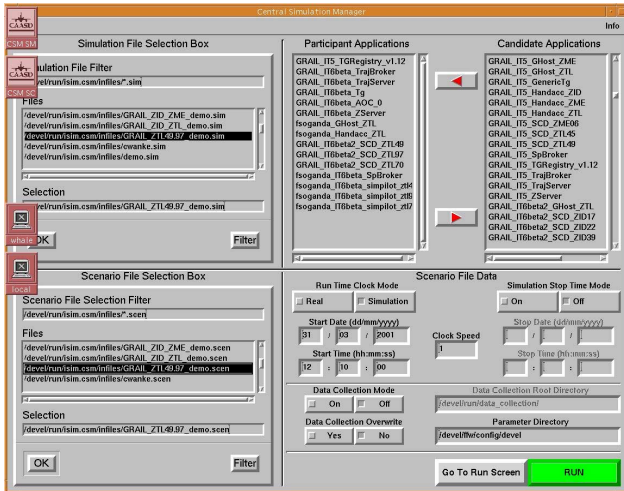 Central Simulation Manager
Info
CAASD
CSM SM
CAASD
CSM SC
whale
local
Simulation File Selection Box
Simulation File Filter
/devel/run/isim.csm/infiles/*.sim
Files
/devel/run/isim.csm/infiles/GRAIL_ZID_ZME_demo.sim
/devel/run/isim.csm/infiles/GRAIL_ZID_ZTL_demo.sim
/devel/run/isim.csm/infiles/GRAIL_ZTL49.97_demo.sim
/devel/run/isim.csm/infiles/cwanke.sim
/devel/run/isim.csm/infiles/demo.sim
Selection
/devel/run/isim.csm/infiles/GRAIL_ZTL49.97_demo.sim
OK
Filter
Participant Applications
GRAIL_IT5_TGRegistry_v1.12
GRAIL_IT6beta_TrajBroker
GRAIL_IT6beta_TrajServer
GRAIL_IT6beta_Tg
GRAIL_IT6beta_AOC_0
GRAIL_IT6beta_ZServer
fsoganda_GHost_ZTL
fsoganda_Handacc_ZTL
GRAIL_IT6beta2_SCD_ZTL49
GRAIL_IT6beta2_SCD_ZTL97
GRAIL_IT6beta2_SCD_ZTL70
fsoganda_IT6beta_SpBroker
fsoganda_IT6beta_simpilot_ztl4
fsoganda_IT6beta_simpilot_ztl9
fsoganda_IT6beta_simpilot_ztl7
Candidate Applications
GRAIL_IT5_GHost_ZME
GRAIL_IT5_GHost_ZTL
GRAIL_IT5_GenericTg
GRAIL_IT5_Handacc_ZID
GRAIL_IT5_Handacc_ZME
GRAIL_IT5_Handacc_ZTL
GRAIL_IT5_SCD_ZME06
GRAIL_IT5_SCD_ZTL45
GRAIL_IT5_SCD_ZTL49
GRAIL_IT5_SpBroker
GRAIL_IT5_TGRegistry_v1.12
GRAIL_IT5_TrajBroker
GRAIL_IT5_TrajServer
GRAIL_IT5_ZServer
GRAIL_IT6beta2_GHost_ZTL
GRAIL_IT6beta2_SCD_ZID17
GRAIL_IT6beta2_SCD_ZID22
GRAIL_IT6beta2_SCD_ZID39
Scenario File Selection Box
Scenario File Selection Filter
/devel/run/isim.csm/infiles/*.scen
Files
/devel/run/isim.csm/infiles/GRAIL_ZID_ZME_demo.scen
/devel/run/isim.csm/infiles/GRAIL_ZID_ZTL_demo.scen
/devel/run/isim.csm/infiles/GRAIL_ZTL49.97_demo.scen
/devel/run/isim.csm/infiles/cwanke.scen
Selection
/devel/run/isim.csm/infiles/GRAIL_ZTL49.97_demo.scen
OK
Filter
Scenario File Data
Run Time Clock Mode
Real
Simulation
Simulation Stop Time Mode
On
Off
Start Date (dd/mm/yyyy)
31 / 03 / 2001
Clock Speed
Stop Date (dd/mm/yyyy)
/ /
Start Time (hh:mm:ss)
12 : 10 : 00
Stop Time (hh:mm:ss)
: :
Data Collection Mode
On
Off
Data Collection Root Directory
/devel/run/data_collection/
Data Collection Overwrite
Yes
No
Parameter Directory
/devel/ffw/config/devel
Go To Run Screen
RUN